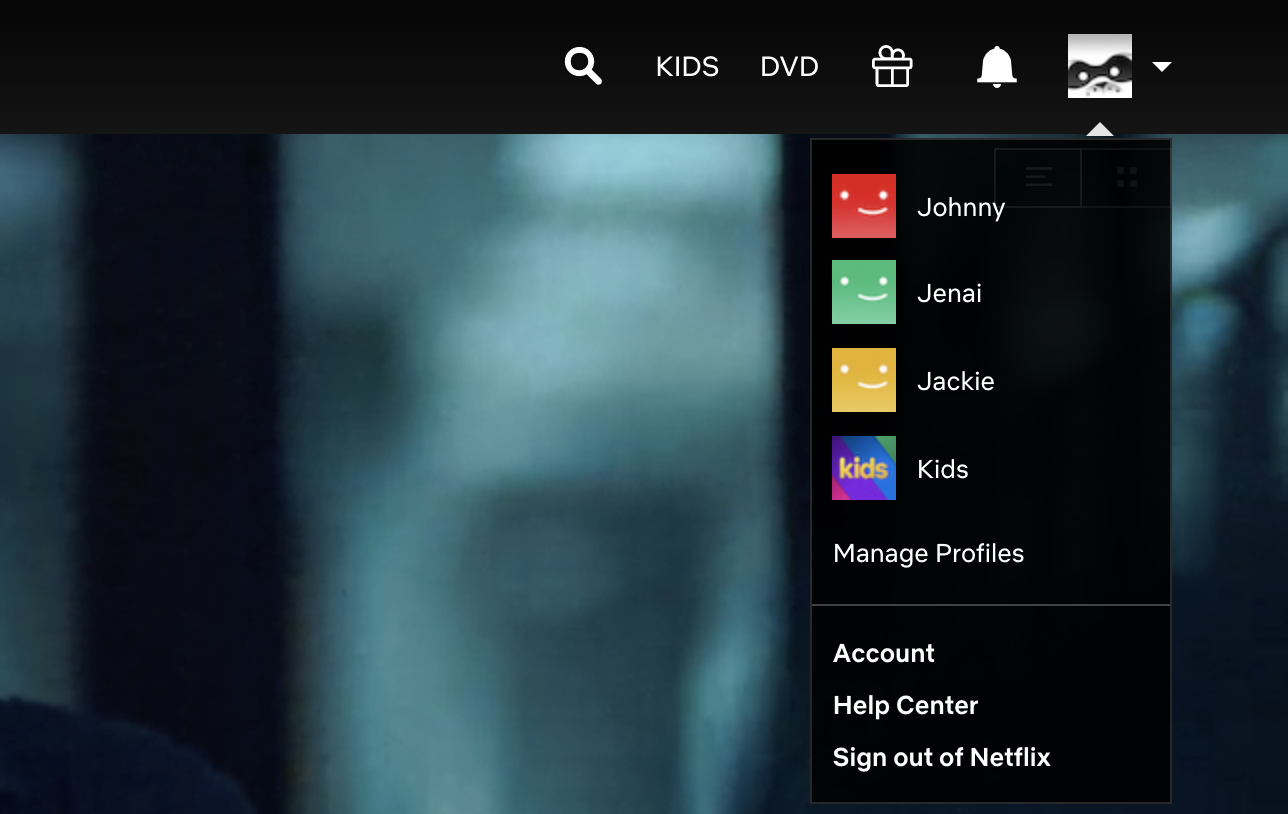 KIDS DVD
Johnny
Jenai
Jackie
kids Kids
Manage Profiles
Account
Help Center
Sign out of Netflix